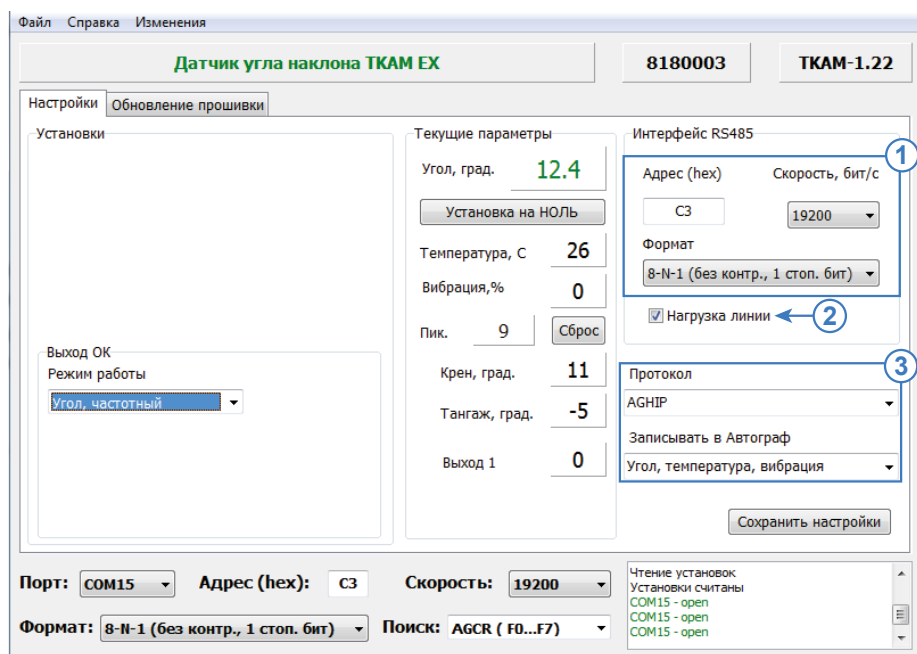 Файл Справка Изменения
Датчик угла наклона TKAM EX 8180003 TKAM-1.22
Настройки Обновление прошивки
Установки
Выход ОК
Режим работы
Угол, частотный
Текущие параметры
Угол, град. 12.4
Установка на НОЛЬ
Температура, С 26
Вибрация,% 0
Пик. 9 Сброс
Крен, град. 11
Тангаж, град. -5
Выход 1 0
Интерфейс RS485
1
Адрес (hex) Скорость, бит/с
C3 19200
Формат
8-N-1 (без контр., 1 стоп. бит)
Нагрузка линии 2
3
Протокол
AGHIP
Записывать в Автограф
Угол, температура, вибрация
Сохранить настройки
Порт: COM15 Адрес (hex): C3 Скорость: 19200
Формат: 8-N-1 (без контр., 1 стоп. бит) Поиск: AGCR ( F0...F7)
Чтение установок
Установки считаны
COM15 - open
COM15 - open
COM15 - open